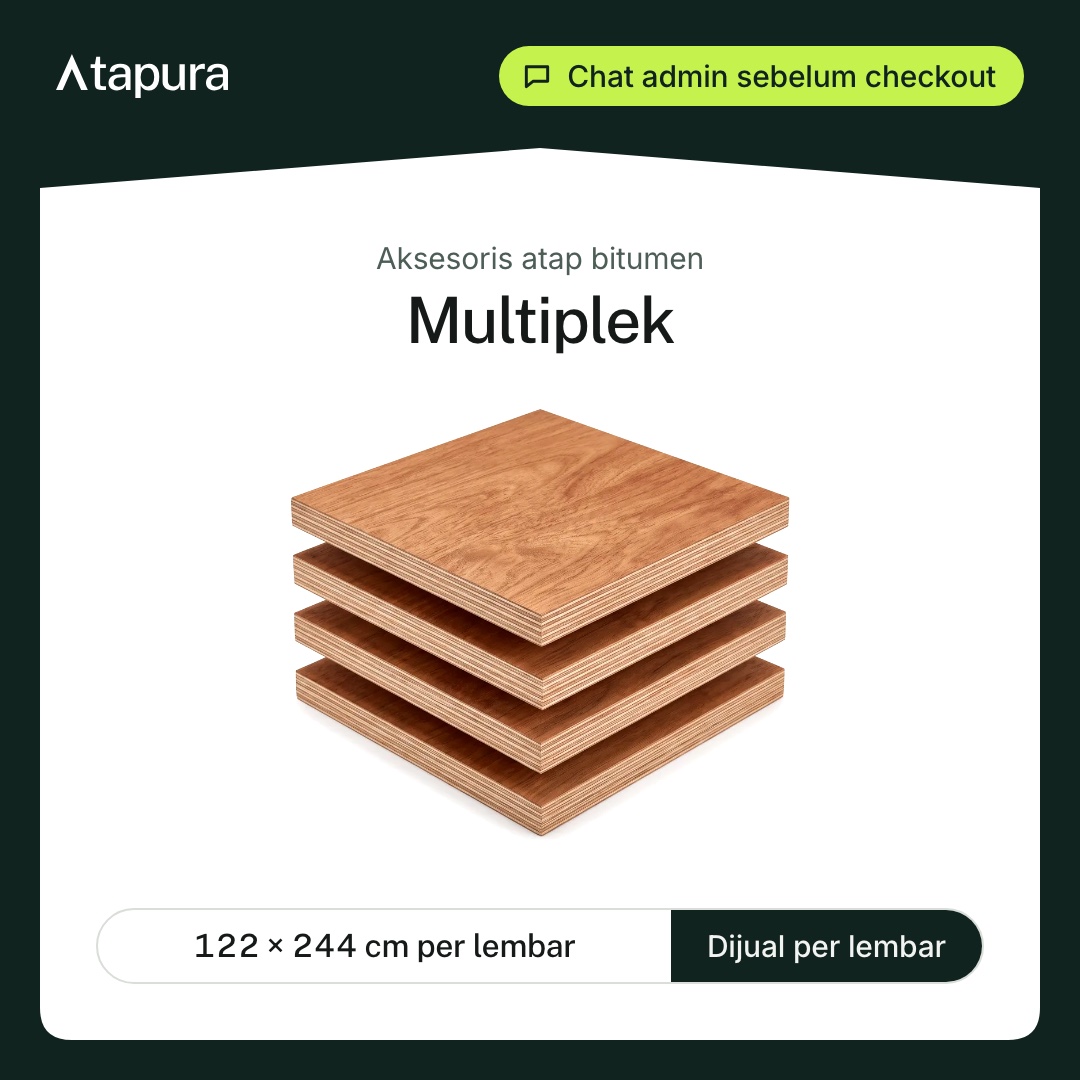 Atapura
Chat admin sebelum checkout
Aksesoris atap bitumen
Multiplek
122 × 244 cm per lembar
Dijual per lembar